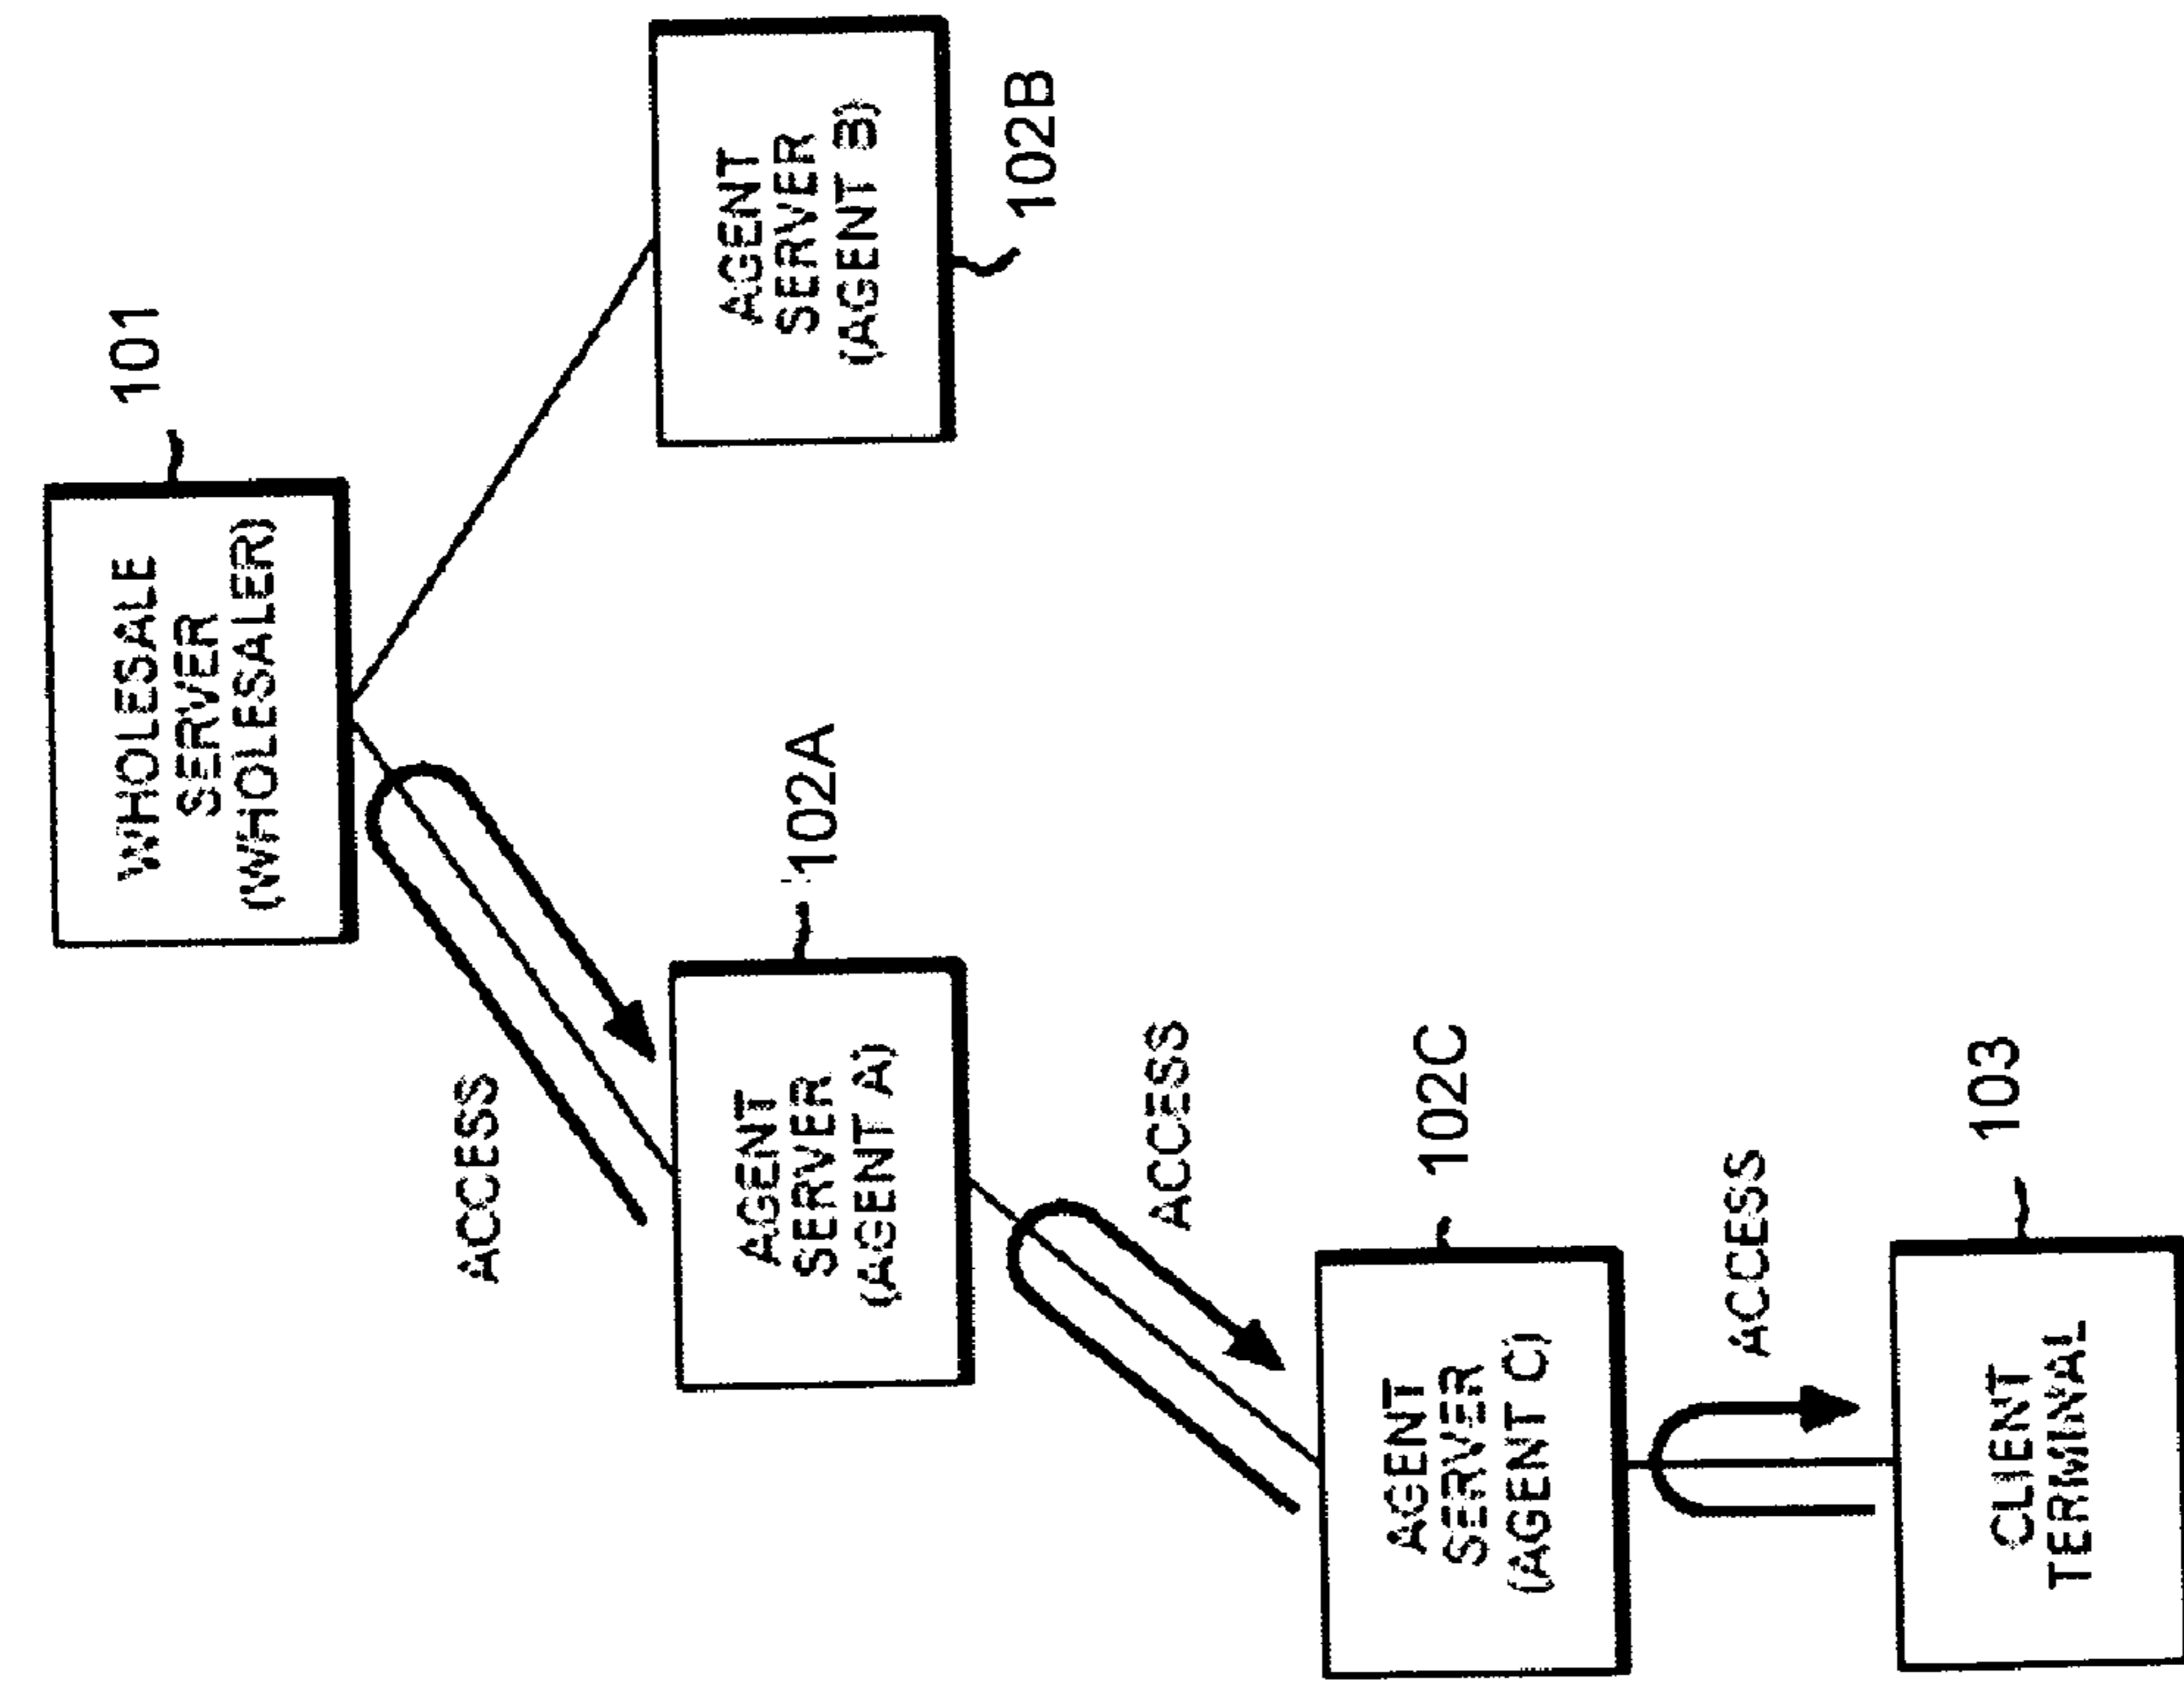 101
WHOLESALE
SERVER
(WHOLESALER)
AGENT
SERVER
(AGENT B)
102B
102A
ACCESS
AGENT
SERVER
(AGENT A)
ACCESS
102C
AGENT
SERVER
(AGENT C)
ACCESS
103
CLIENT
TERMINAL